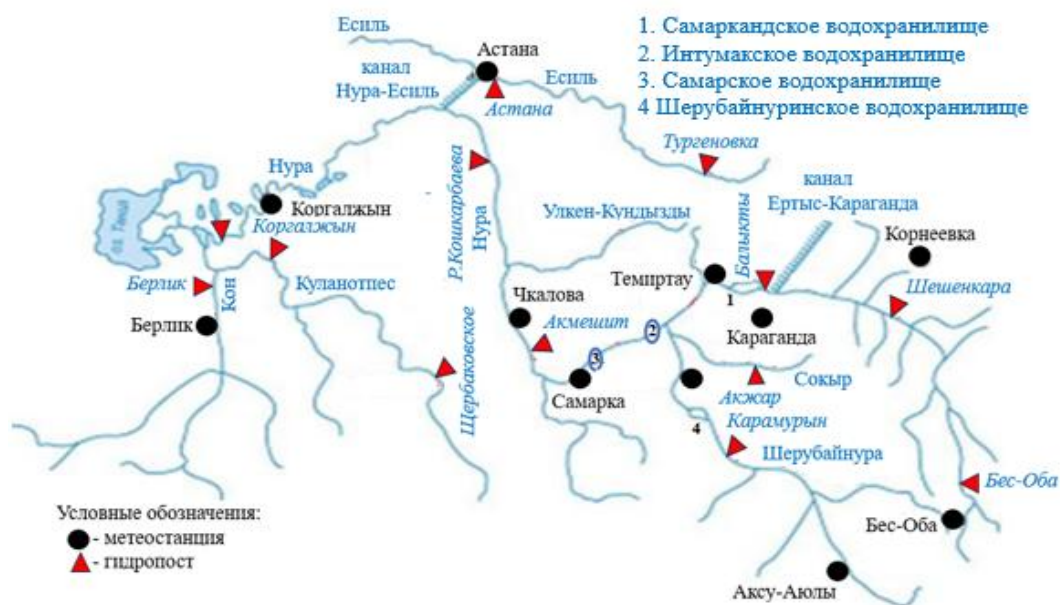 Есиль
Астана
канал
Нура-Есиль
Есиль
Астана
1. Самаркандское водохранилище
2. Интумакское водохранилище
3. Самарское водохранилище
4 Шерубайнуринское водохранилище
Тургеновка
Нура
Коргалжын
Коргалжын
оз. Тенгиз
Р.Кошкарбаева
Нура
Улкен-Кундызды
канал
Ертыс-Караганда
Балыкты
Корнеевка
Темиртау
1
Шешенкара
Берлик
Кон
Куланотпес
Берлик
Чкалова
Акмешит
2
Караганда
3
Самарка
Щербаковское
Сокыр
Акжар
Карамурын
4
Шерубайнура
Бес-Оба
Бес-Оба
Аксу-Аюлы
Условные обозначения:
- метеостанция
- гидропост